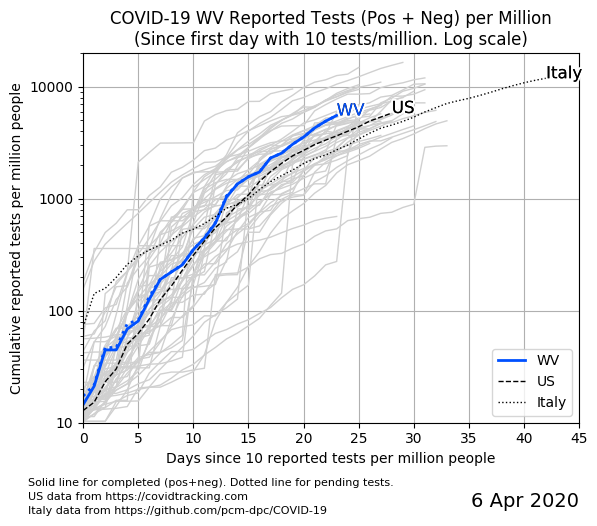 COVID-19 WV Reported Tests (Pos + Neg) per Million
(Since first day with 10 tests/million. Log scale)
Cumulative reported tests per million people
10000
1000
100
10
Italy
WV
US
WV
US
Italy
0 5 10 15 20 25 30 35 40 45
Days since 10 reported tests per million people
Solid line for completed (pos+neg). Dotted line for pending tests.
US data from https://covidtracking.com
Italy data from https://github.com/pcm-dpc/COVID-19
6 Apr 2020